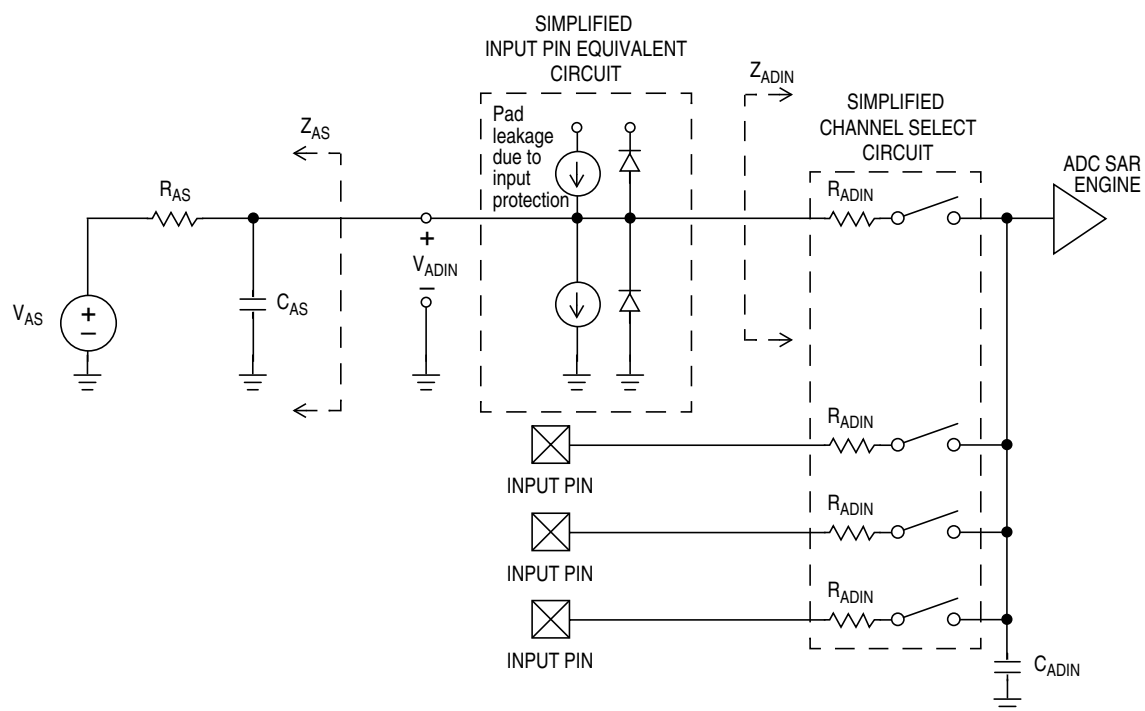 SIMPLIFIED
INPUT PIN EQUIVALENT
CIRCUIT
Pad
leakage
due to
input
protection
Z_ADIN
SIMPLIFIED
CHANNEL SELECT
CIRCUIT
ADC SAR
ENGINE
Z_AS
R_AS
R_ADIN
+
V_ADIN
–
C_AS
V_AS
+
–
R_ADIN
INPUT PIN
R_ADIN
INPUT PIN
R_ADIN
INPUT PIN
C_ADIN